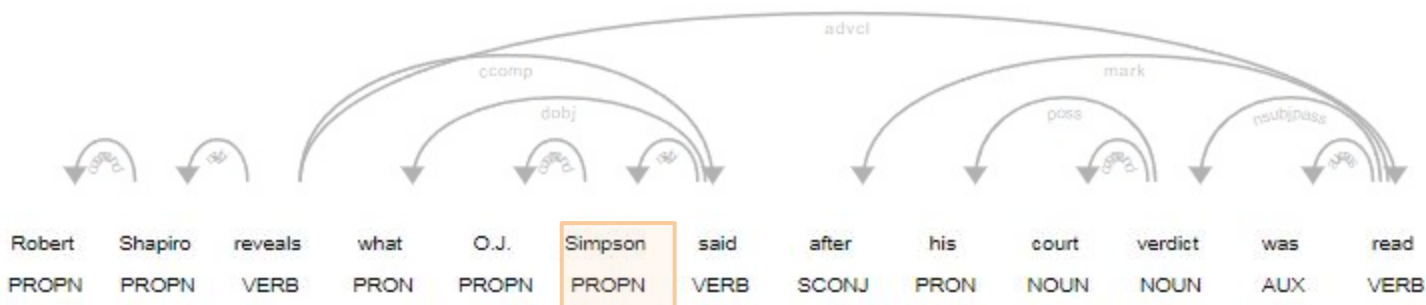 advcl
ccomp mark
dobj poss nsubjpass
Robert Shapiro reveals what O.J. Simpson said after his court verdict was read
PROPN PROPN VERB PRON PROPN PROPN VERB SCONJ PRON NOUN NOUN AUX VERB